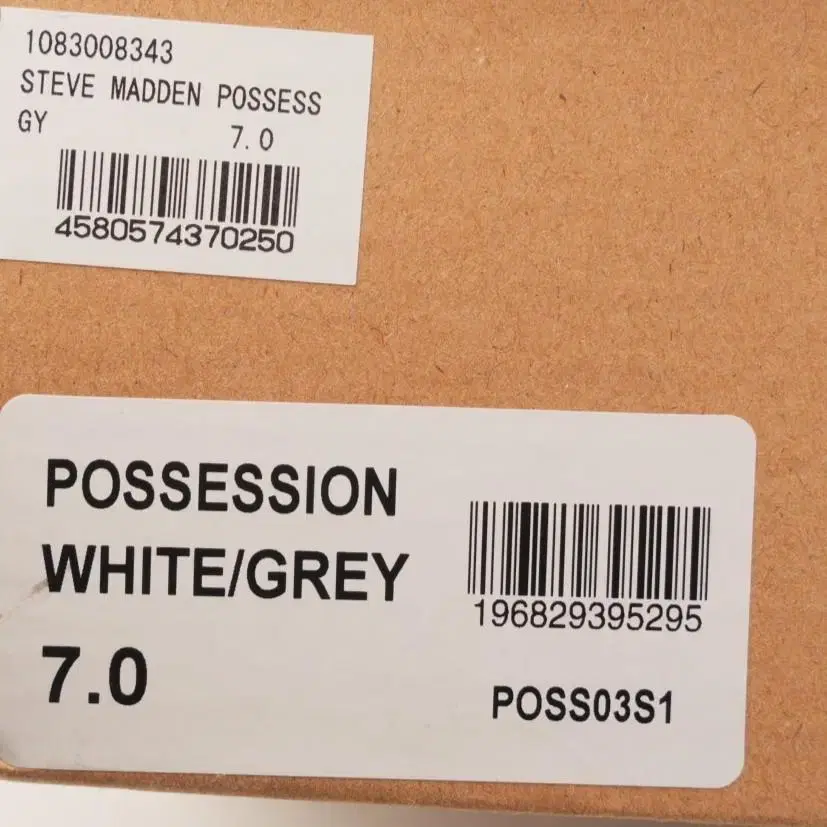 1083008343
STEVE MADDEN POSSESS
GY 7.0
4580574370250
POSSESSION
WHITE/GREY
7.0
196829395295
POSS03S1